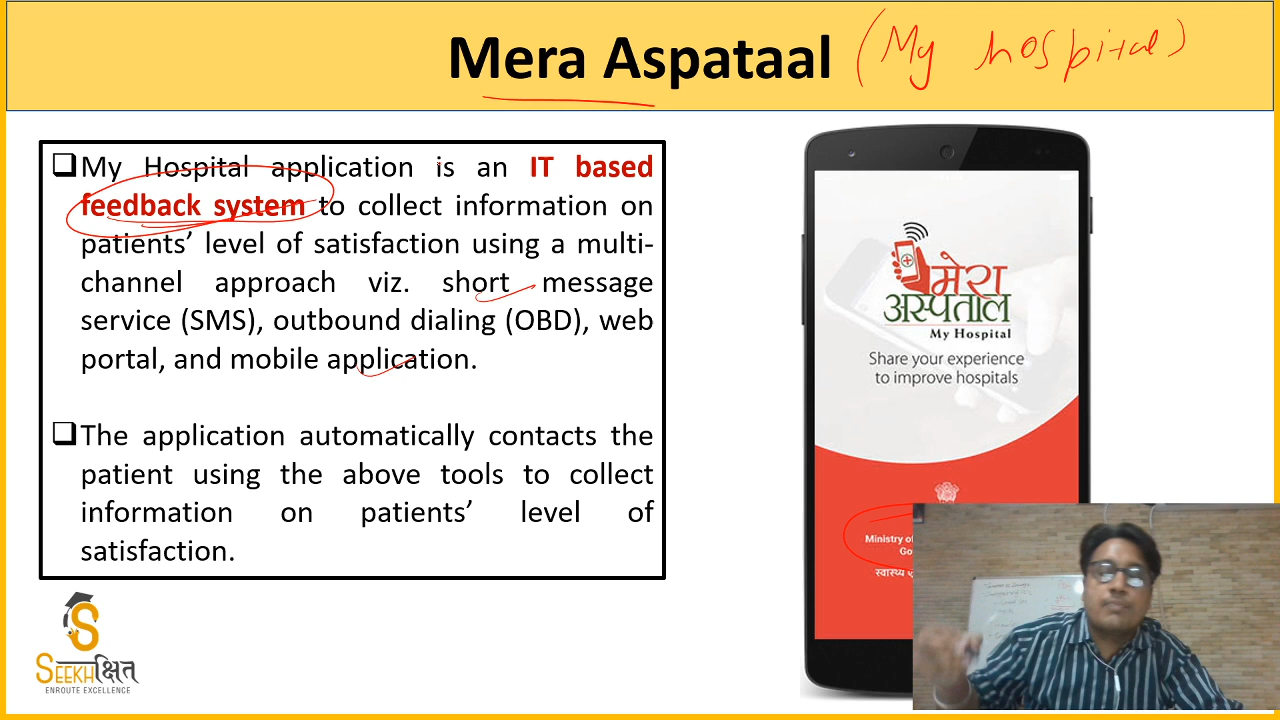 Mera Aspataal (My hospital)
❑My Hospital application is an IT based
feedback system to collect information on
patients’ level of satisfaction using a multi-
channel approach viz. short message
service (SMS), outbound dialing (OBD), web
portal, and mobile application.
❑The application automatically contacts the
patient using the above tools to collect
information on patients’ level of
satisfaction.
मेरा
अस्पताल
My Hospital
Share your experience
to improve hospitals
Ministry of
स्वास्थ्य
SEEKHक्षित
ENROUTE EXCELLENCE